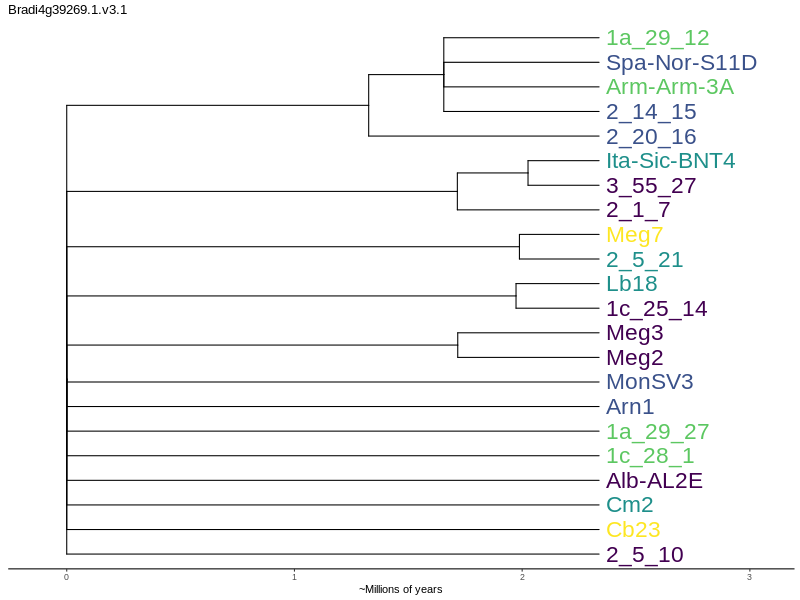 Bradi4g39269.1.v3.1
1a_29_12
Spa-Nor-S11D
Arm-Arm-3A
2_14_15
2_20_16
Ita-Sic-BNT4
3_55_27
2_1_7
Meg7
2_5_21
Lb18
1c_25_14
Meg3
Meg2
MonSV3
Arn1
1a_29_27
1c_28_1
Alb-AL2E
Cm2
Cb23
2_5_10
0 1 2 3
~Millions of years